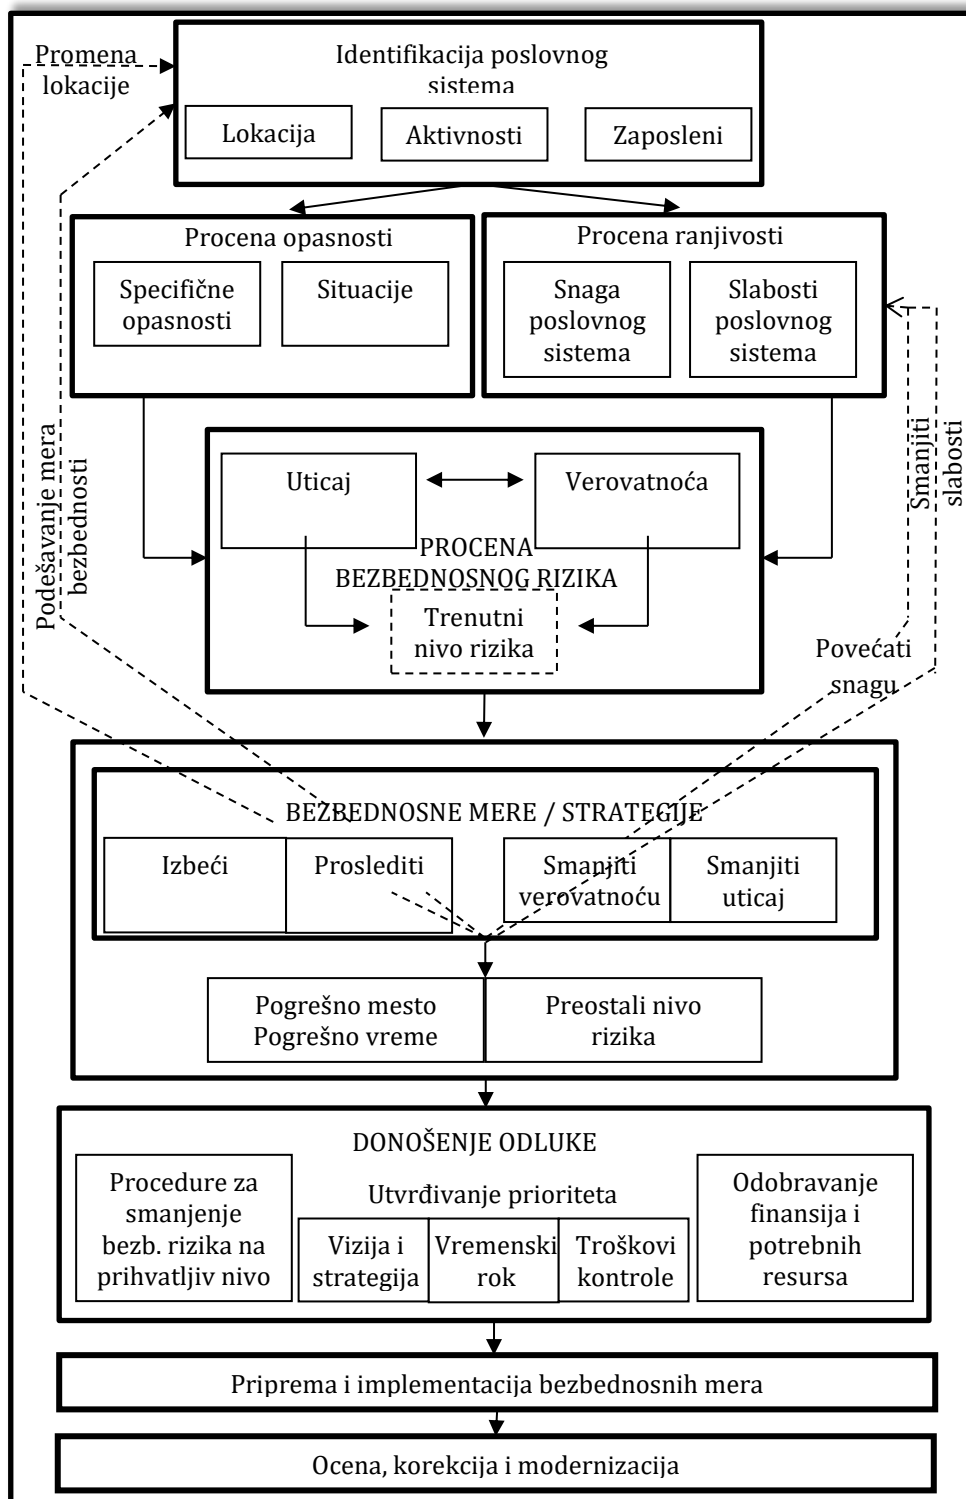 Promena
lokacije
Identifikacija poslovnog
sistema
Lokacija
Aktivnosti
Zaposleni
Procena opasnosti
Specifične
opasnosti
Situacije
Procena ranjivosti
Snaga
poslovnog
sistema
Slabosti
poslovnog
sistema
Podešavanje mera
bezbednosti
Smanjiti
slabosti
Uticaj
Verovatnoća
PROCENA
BEZBEDNOSNOG RIZIKA
Trenutni
nivo rizika
Povećati
snagu
BEZBEDNOSNE MERE / STRATEGIJE
Izbeći
Proslediti
Smanjiti
verovatnoću
Smanjiti
uticaj
Pogrešno mesto
Pogrešno vreme
Preostali nivo
rizika
DONOŠENJE ODLUKE
Procedure za
smanjenje
bezb. rizika na
prihvatljiv nivo
Utvrđivanje prioriteta
Vizija i
strategija
Vremenski
rok
Troškovi
kontrole
Odobravanje
finansija i
potrebnih
resursa
Priprema i implementacija bezbednosnih mera
Ocena, korekcija i modernizacija